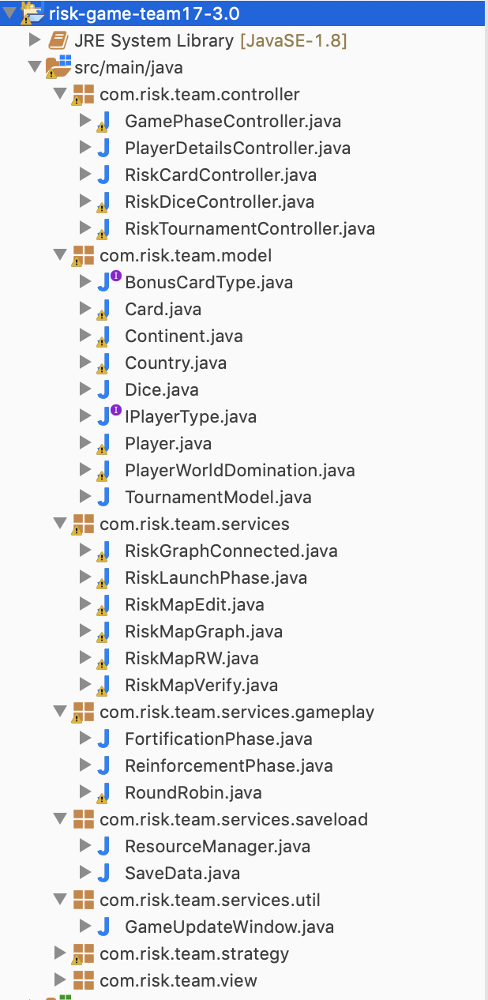 risk-game-team17-3.0
JRE System Library [JavaSE-1.8]
src/main/java
com.risk.team.controller
GamePhaseController.java
PlayerDetailsController.java
RiskCardController.java
RiskDiceController.java
RiskTournamentController.java
com.risk.team.model
BonusCardType.java
Card.java
Continent.java
Country.java
Dice.java
IPlayerType.java
Player.java
PlayerWorldDomination.java
TournamentModel.java
com.risk.team.services
RiskGraphConnected.java
RiskLaunchPhase.java
RiskMapEdit.java
RiskMapGraph.java
RiskMapRW.java
RiskMapVerify.java
com.risk.team.services.gameplay
FortificationPhase.java
ReinforcementPhase.java
RoundRobin.java
com.risk.team.services.saveload
ResourceManager.java
SaveData.java
com.risk.team.services.util
GameUpdateWindow.java
com.risk.team.strategy
com.risk.team.view